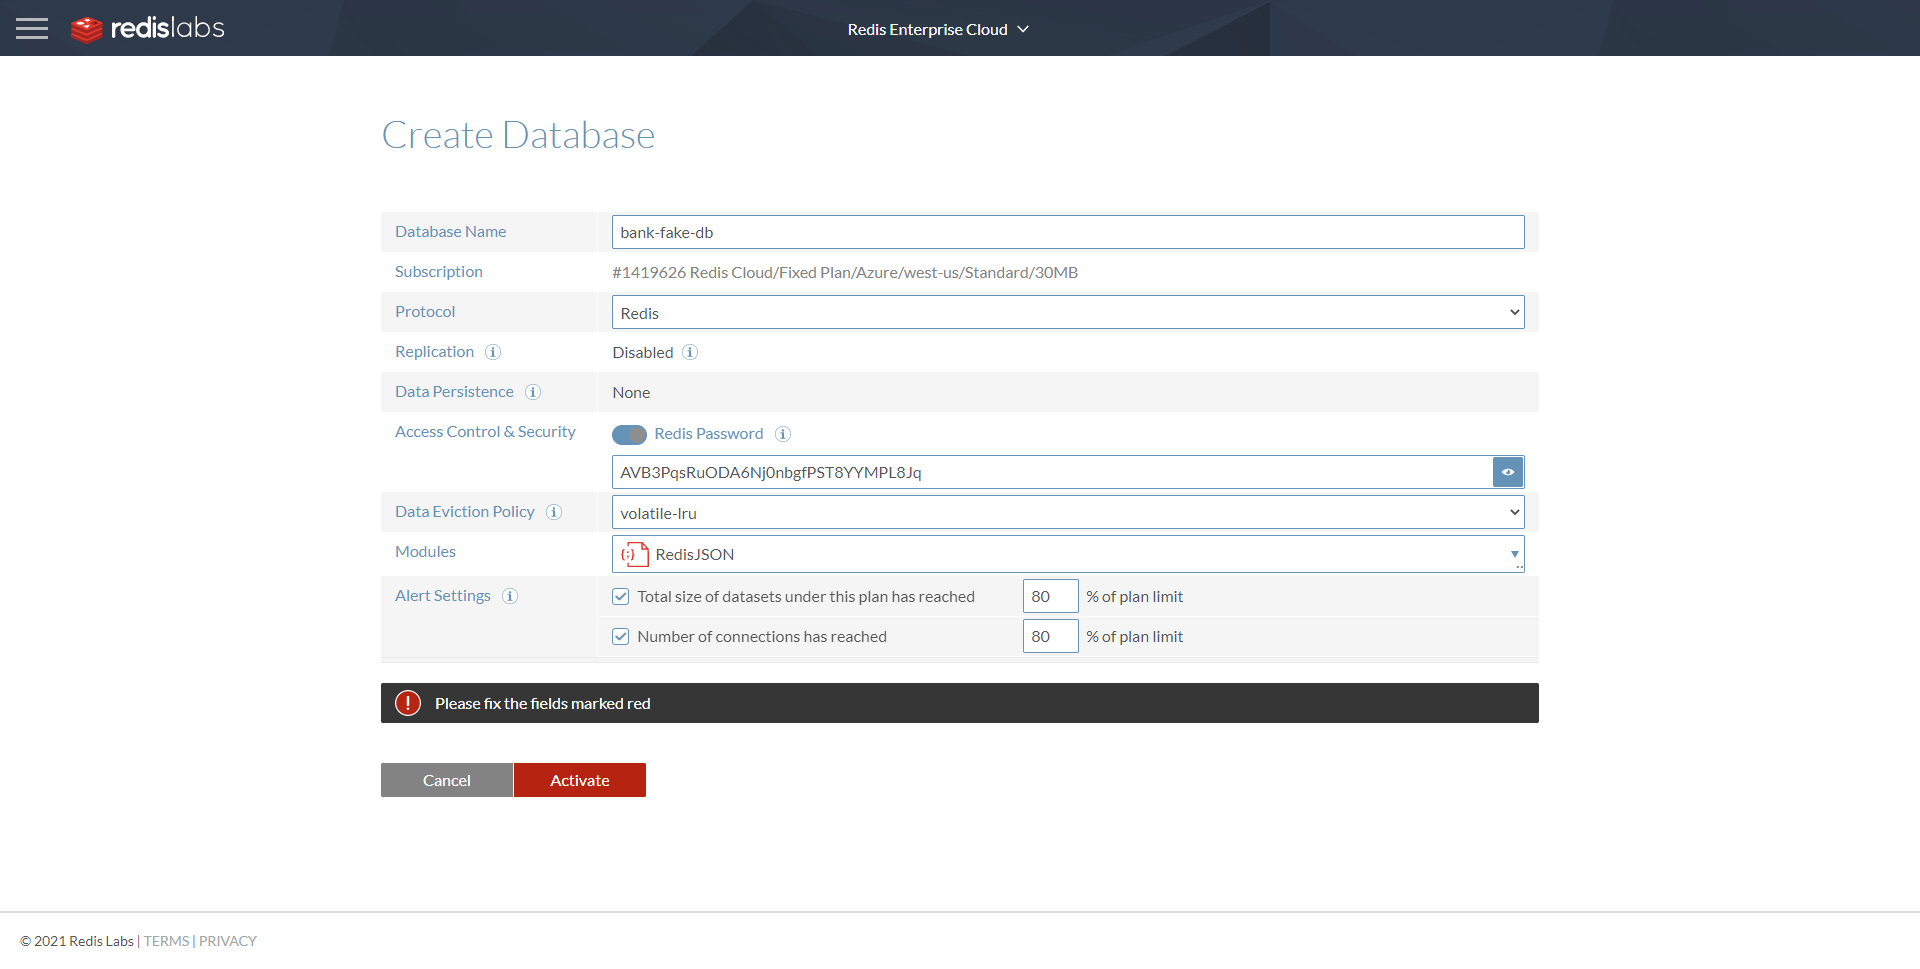 redislabs
Redis Enterprise Cloud
Create Database
Database Name
bank-fake-db
Subscription
#1419626 Redis Cloud/Fixed Plan/Azure/west-us/Standard/30MB
Protocol
Redis
Replication
Disabled
Data Persistence
None
Access Control & Security
Redis Password
AVB3PqsRuODA6Nj0nbgfPST8YYMPL8Jq
Data Eviction Policy
volatile-lru
Modules
{;} RedisJSON
Alert Settings
Total size of datasets under this plan has reached 80 % of plan limit
Number of connections has reached 80 % of plan limit
Please fix the fields marked red
Cancel Activate
© 2021 Redis Labs | TERMS | PRIVACY